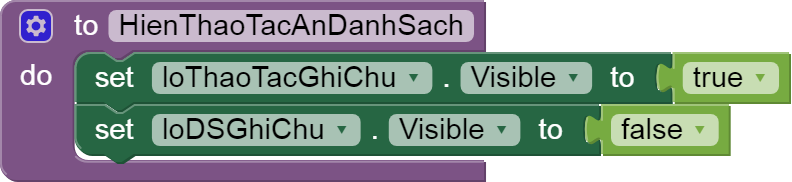 to HienThaoTacAnDanhSach
do set loThaoTacGhiChu . Visible to true
set loDSGhiChu . Visible to false